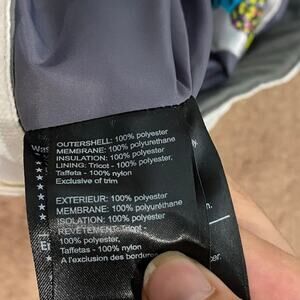 OUTERSHELL: 100% polyester
MEMBRANE: 100% polyurethane
INSULATION: 100% polyester
LINING: Tricot - 100% polyester,
Taffeta - 100% nylon
Exclusive of trim
EXTERIEUR: 100% polyester
MEMBRANE: 100% polyuréthane
ISOLATION: 100% polyester
REVÊTEMENT: Tricot -
100% polyester,
Taffetas - 100% nylon
A l'exclusion des bordures